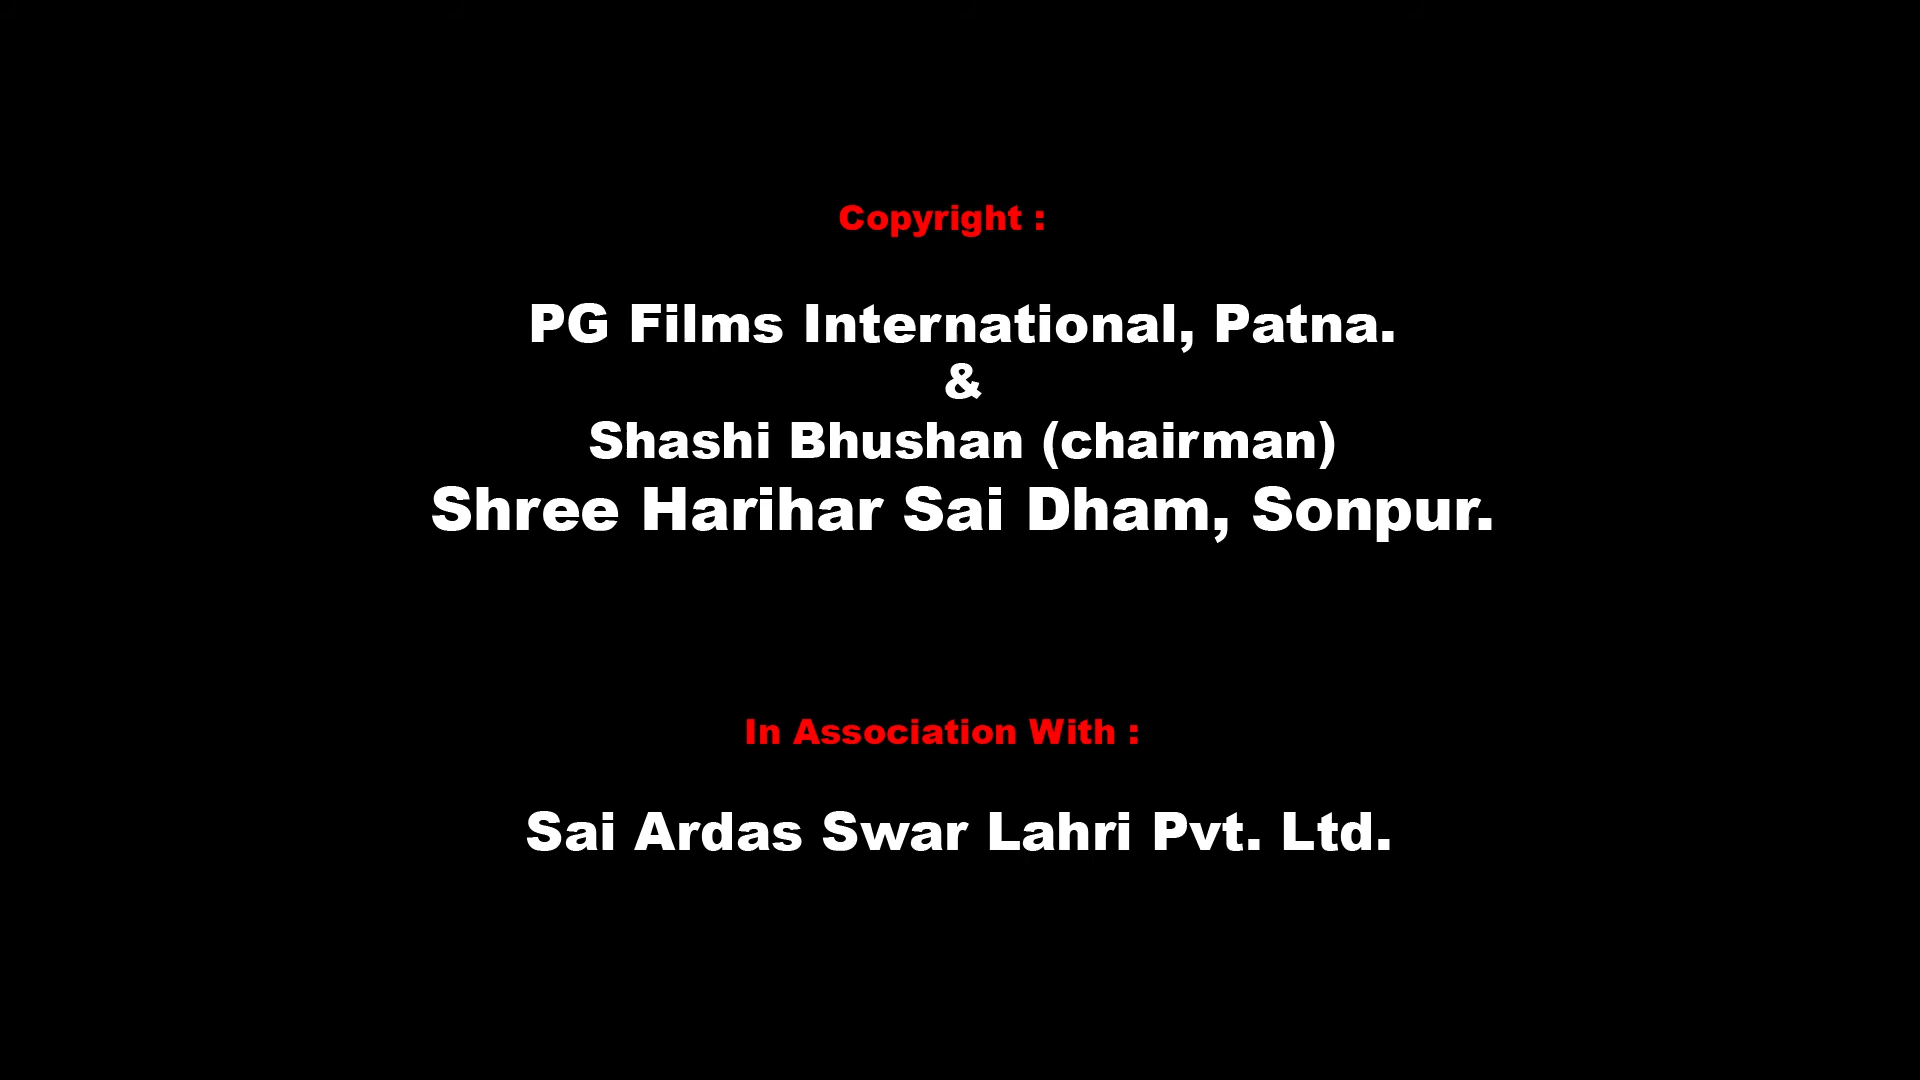 Copyright :
PG Films International, Patna.
&
Shashi Bhushan (chairman)
Shree Harihar Sai Dham, Sonpur.
In Association With :
Sai Ardas Swar Lahri Pvt. Ltd.